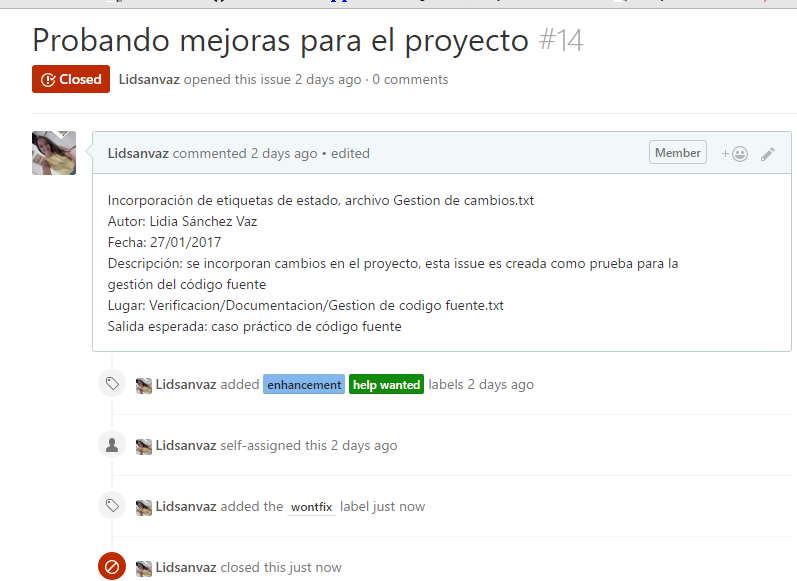 Probando mejoras para el proyecto #14
Closed Lidsanvaz opened this issue 2 days ago · 0 comments
Lidsanvaz commented 2 days ago • edited Member
Incorporación de etiquetas de estado, archivo Gestion de cambios.txt
Autor: Lidia Sánchez Vaz
Fecha: 27/01/2017
Descripción: se incorporan cambios en el proyecto, esta issue es creada como prueba para la
gestión del código fuente
Lugar: Verificacion/Documentacion/Gestion de codigo fuente.txt
Salida esperada: caso práctico de código fuente
Lidsanvaz added enhancement help wanted labels 2 days ago
Lidsanvaz self-assigned this 2 days ago
Lidsanvaz added the wontfix label just now
Lidsanvaz closed this just now